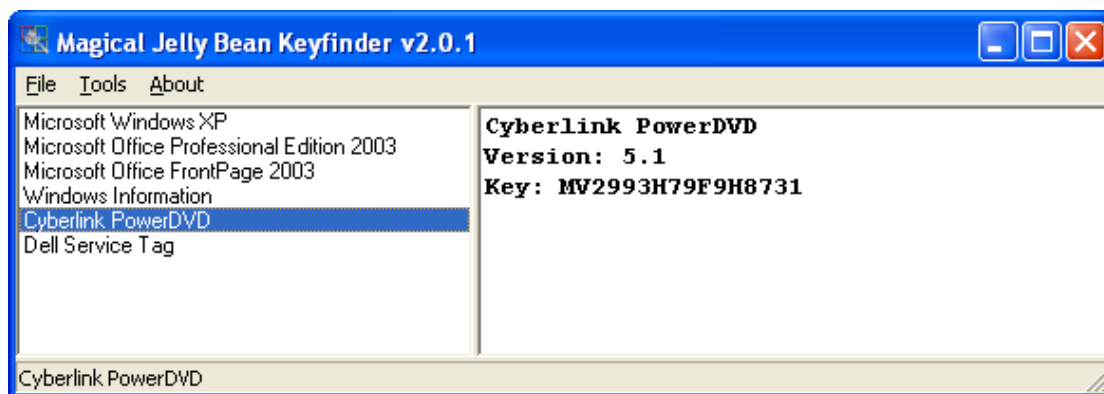 Magical Jelly Bean Keyfinder v2.0.1
File Tools About
Microsoft Windows XP
Microsoft Office Professional Edition 2003
Microsoft Office FrontPage 2003
Windows Information
Cyberlink PowerDVD
Dell Service Tag
Cyberlink PowerDVD
Version: 5.1
Key: MV2993H79F9H8731
Cyberlink PowerDVD